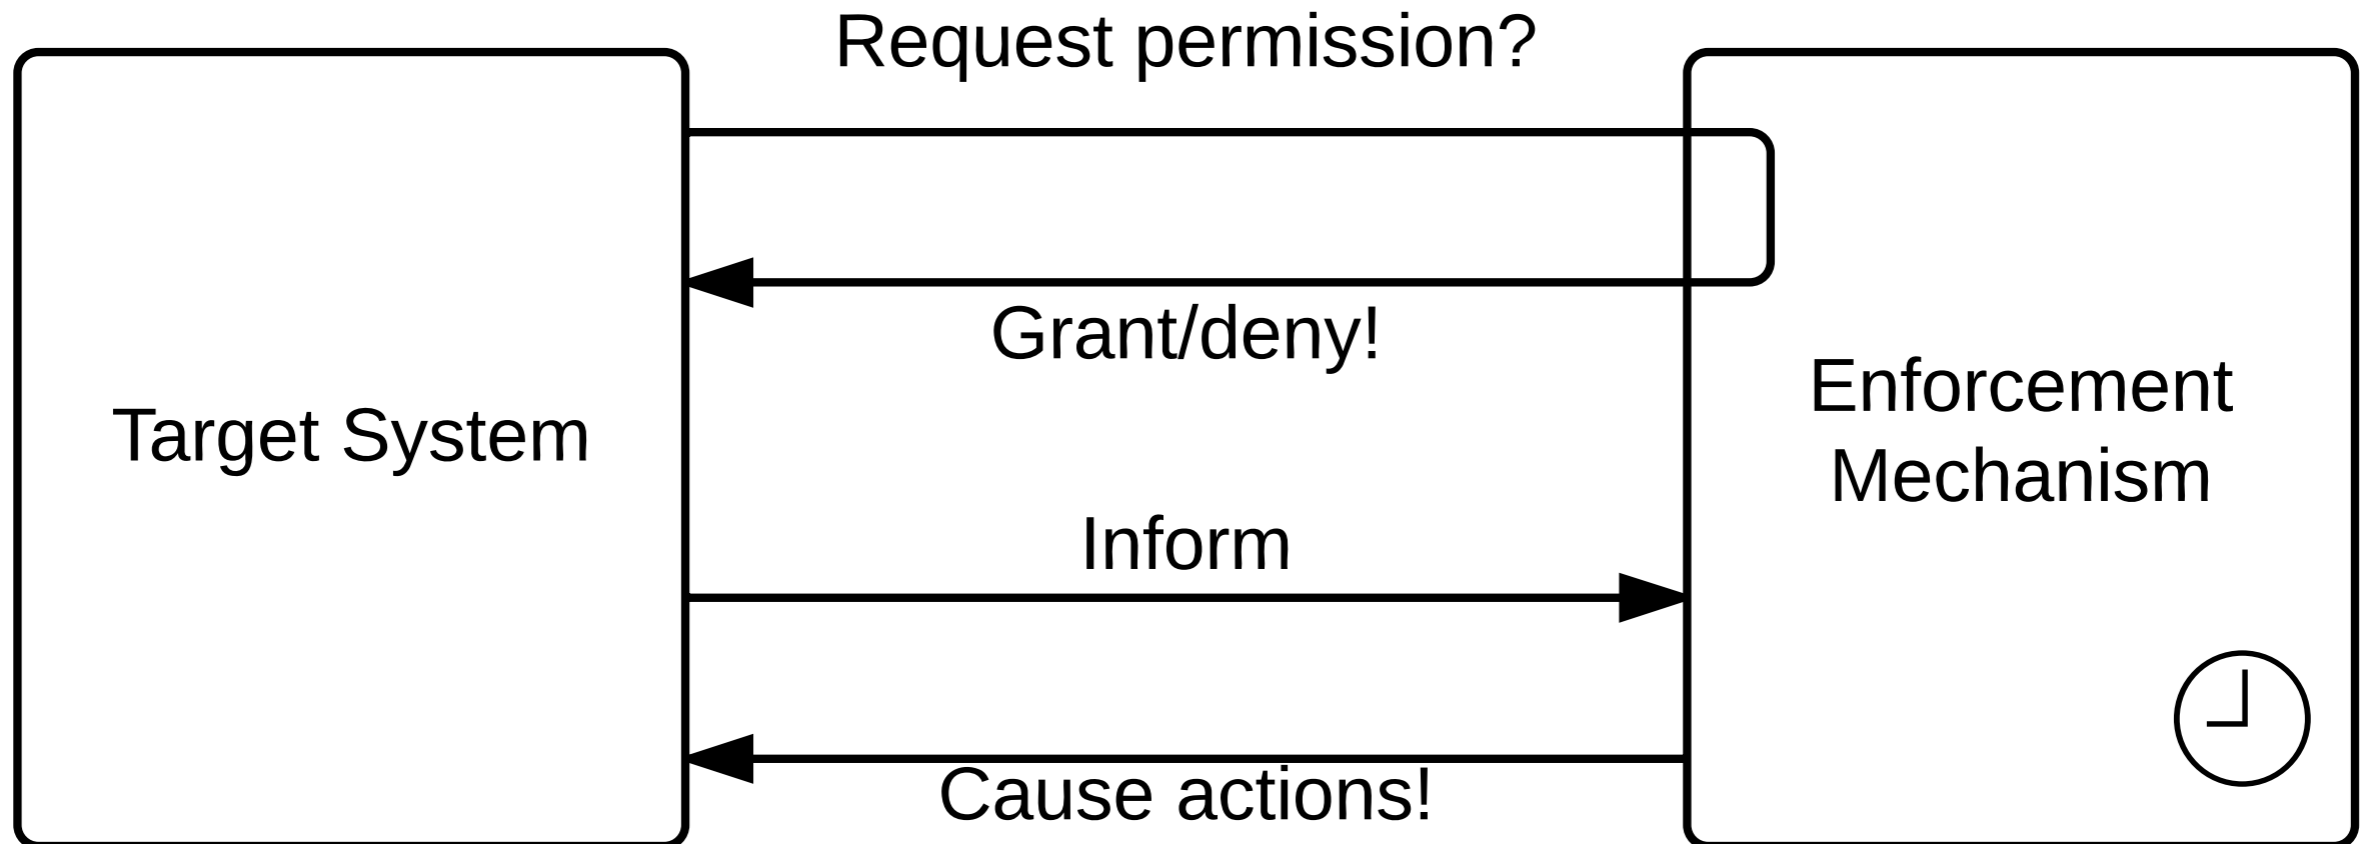 Request permission?
Grant/deny!
Target System
Enforcement
Mechanism
Inform
Cause actions!